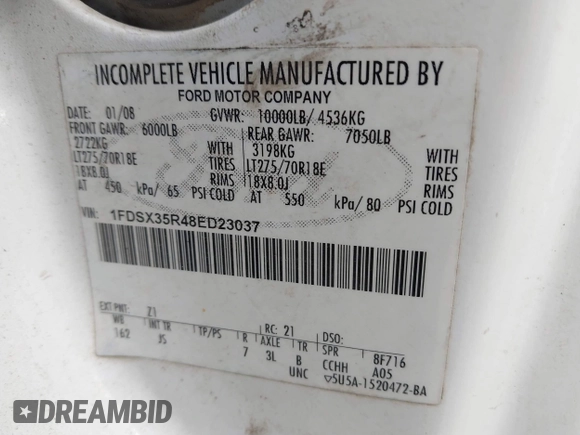 INCOMPLETE VEHICLE MANUFACTURED BY
FORD MOTOR COMPANY
DATE: 01/08 GVWR: 10000LB/ 4536KG
FRONT GAWR: 6000LB REAR GAWR: 7050LB
2722KG WITH 3198KG WITH
LT275/70R18E TIRES LT275/70R18E TIRES
18X8.0J RIMS 18X8.0J RIMS
AT 450 kPa/ 65 PSI COLD AT 550 kPa/ 80 PSI COLD
VIN: 1FDSX35R48ED23037
EXT PNT: Z1 RC: 21 DSO:
WB INT TR TP/PS R AXLE TR SPR 8F716
162 JS 7 3L B CCHH A05
UNC ▽5U5A-1520472-BA
DREAMBID